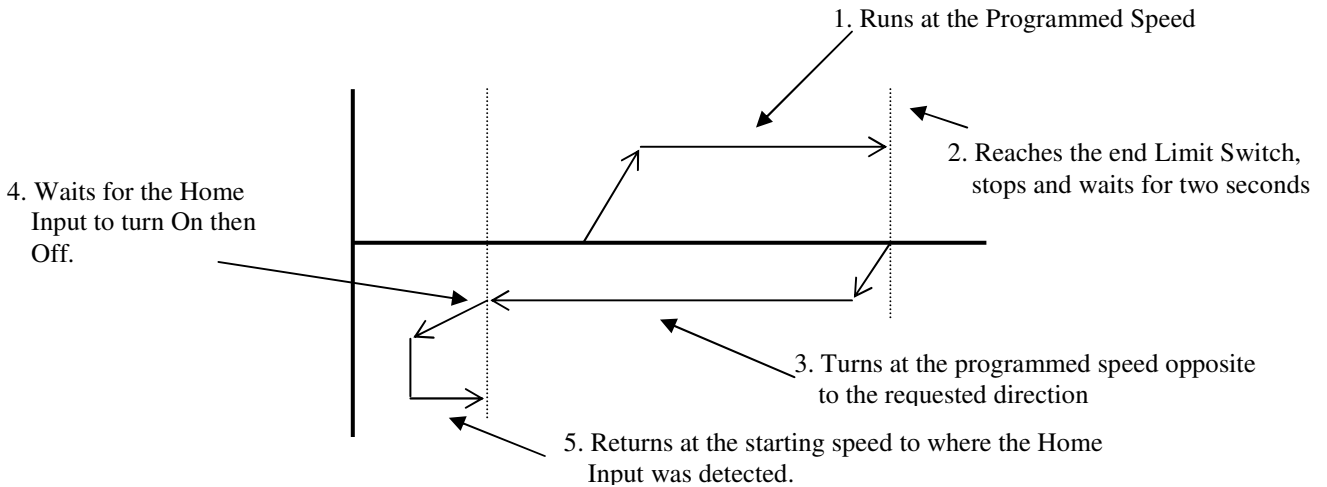 1. Runs at the Programmed Speed
2. Reaches the end Limit Switch,
stops and waits for two seconds
3. Turns at the programmed speed opposite
to the requested direction
4. Waits for the Home
Input to turn On then
Off.
5. Returns at the starting speed to where the Home
Input was detected.